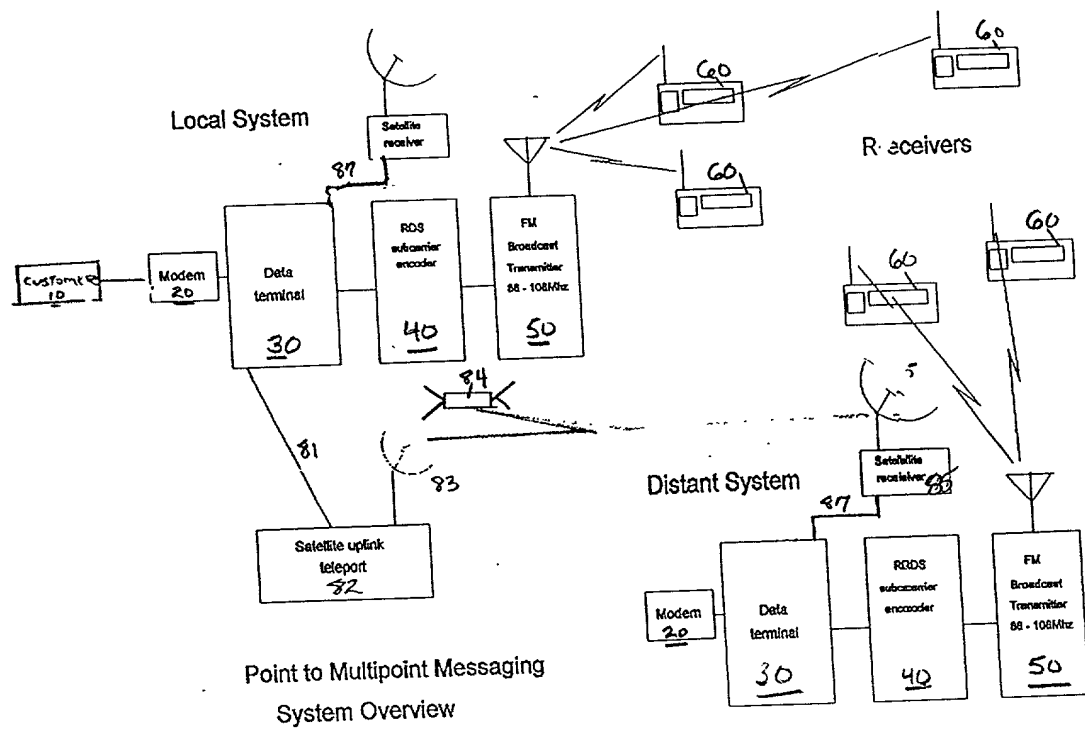 60
60
Local System
Satellite
receiver
Receivers
87
60
RDS
subcarrier
encoder
FM
Broadcast
Transmitter
88 - 108Mhz
60
Customer
10
Modem
20
Data
terminal
30
40
50
60
84
5
81
83
Satellite
receiver
Distant System
87
Satellite uplink
teleport
82
RRDS
subcarrier
encoder
FM
Broadcast
Transmitter
88 - 108Mhz
Modem
20
Data
terminal
30
40
50
Point to Multipoint Messaging
System Overview